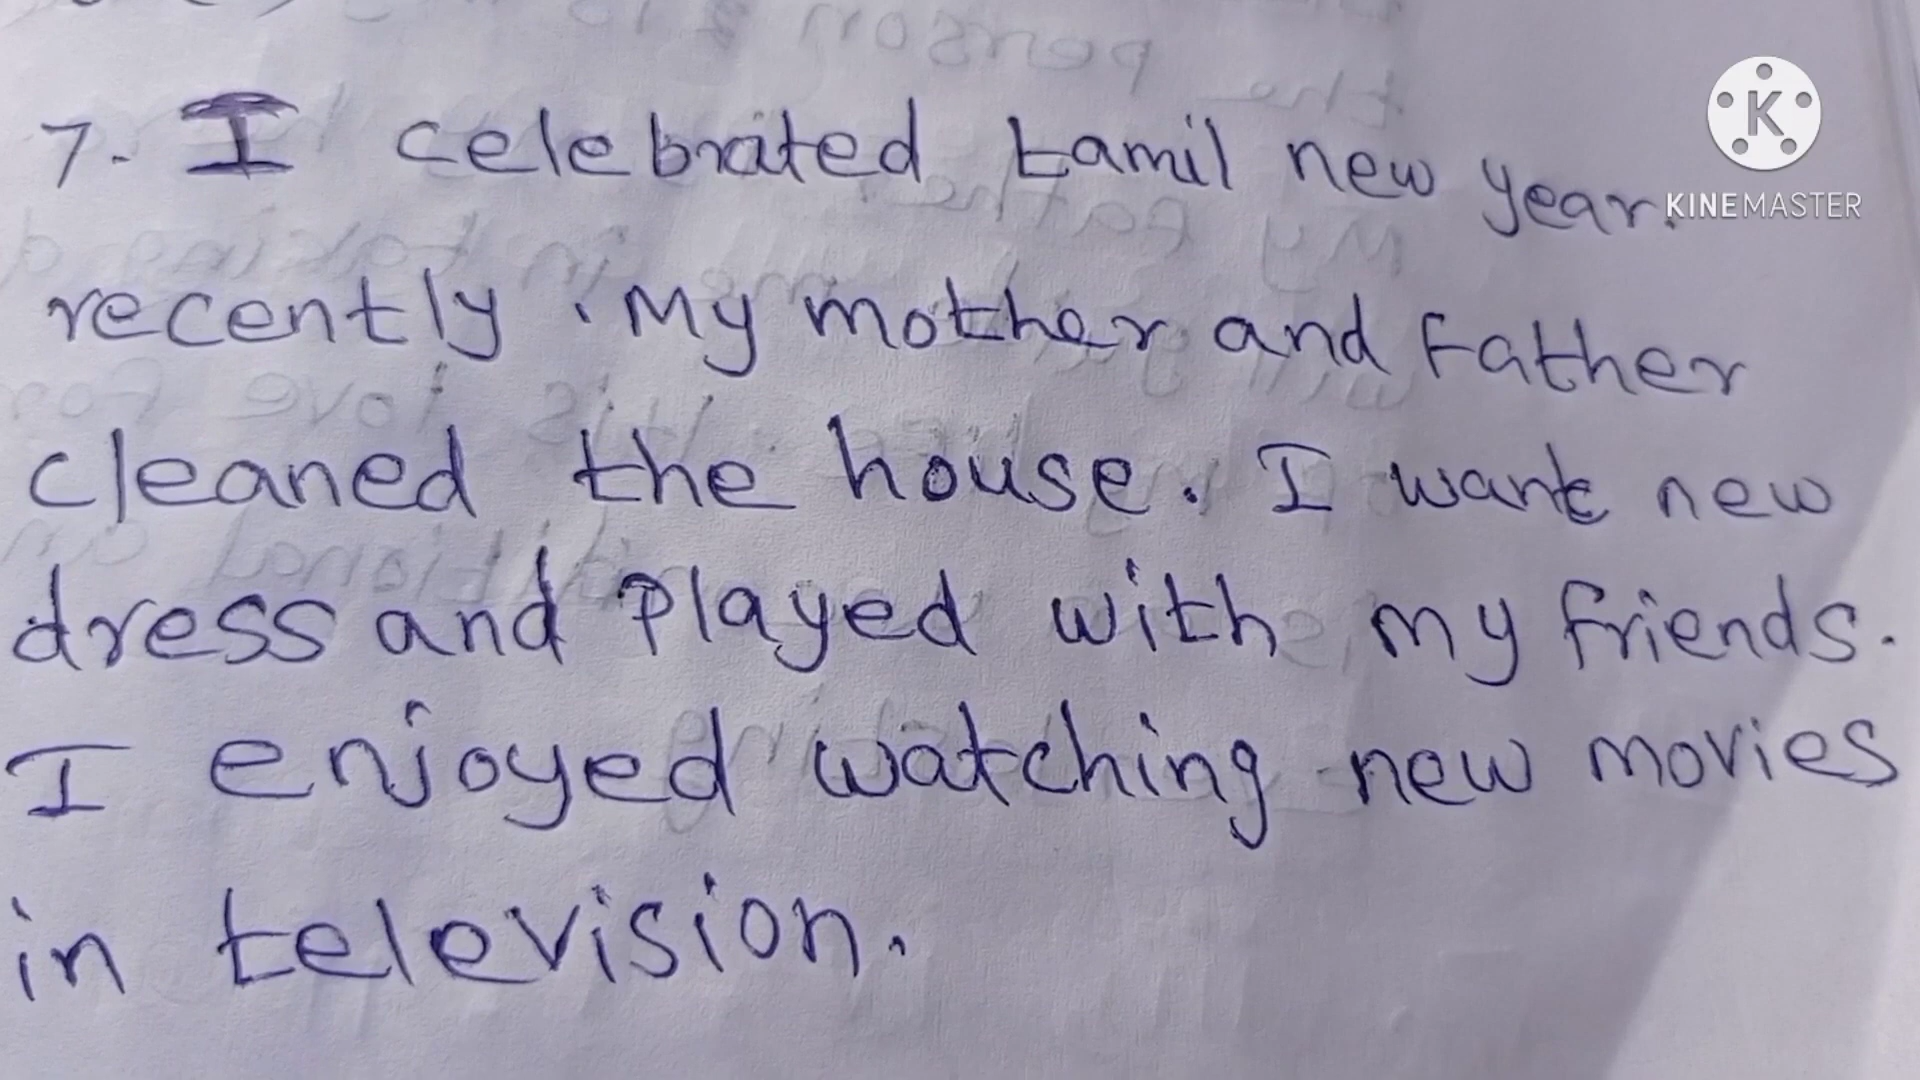 7. I celebrated tamil new year.
KINEMASTER
recently. My mother and Father
cleaned the house. I want new
dress and Played with my friends.
I enjoyed watching new movies
in television.